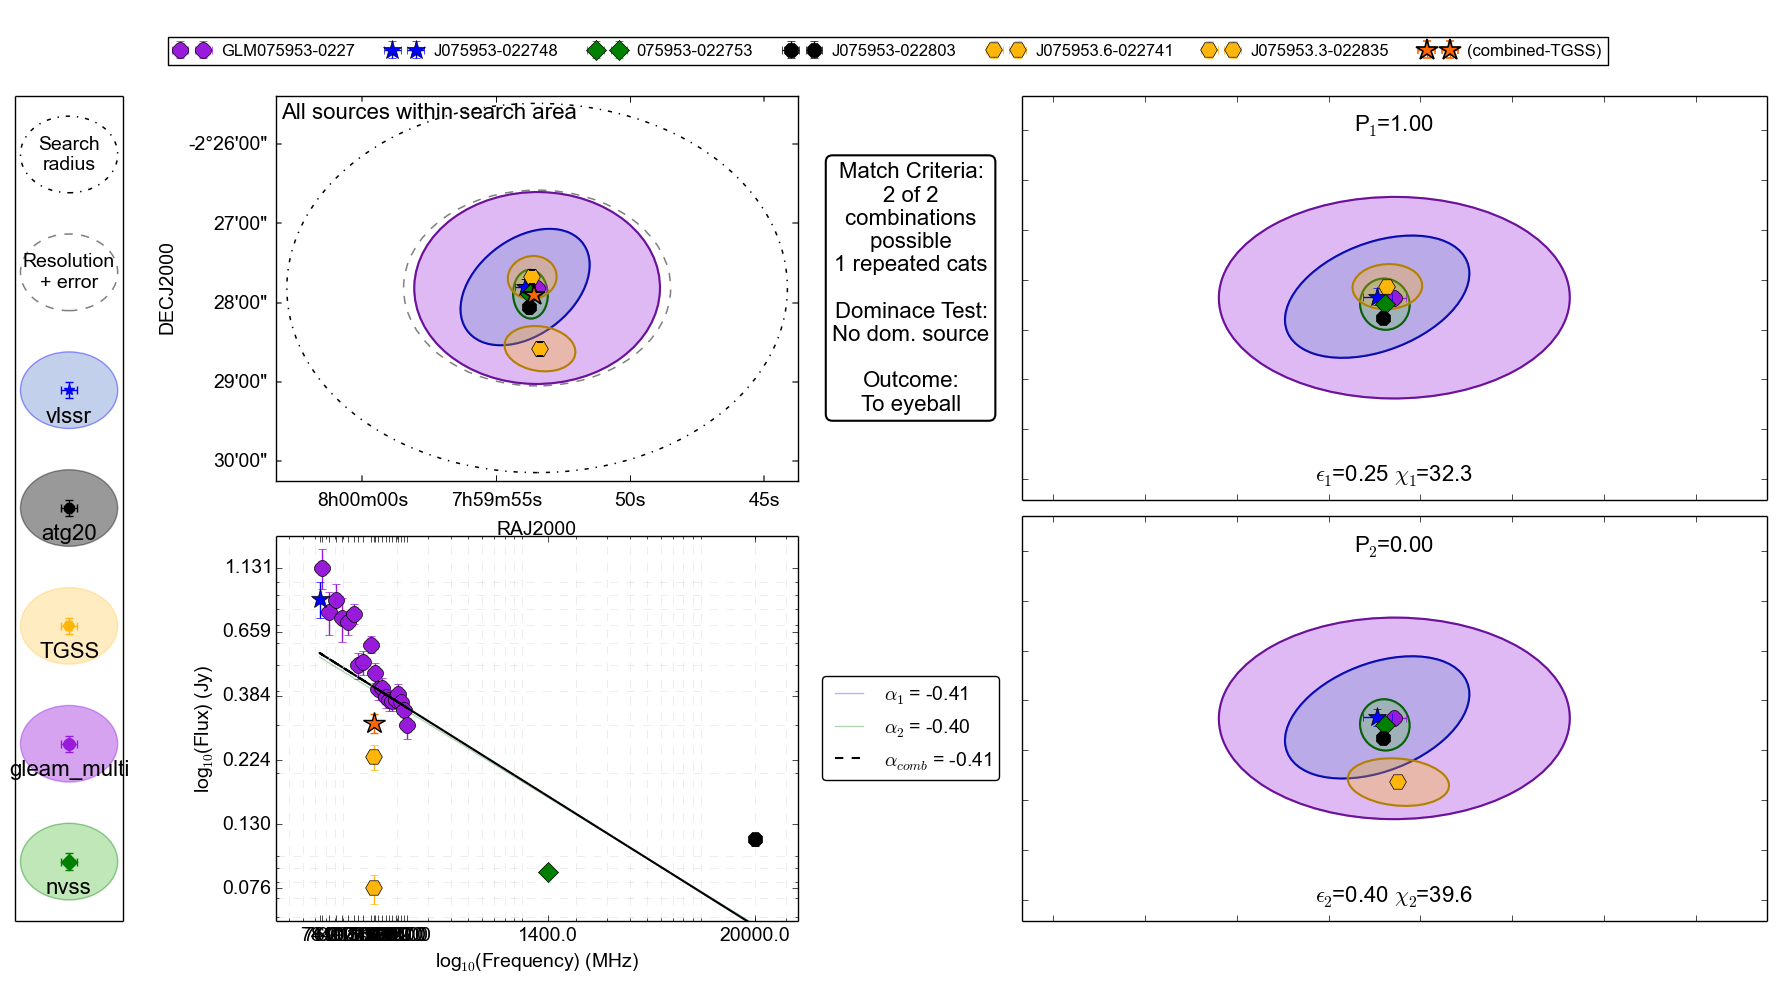 GLM075953-0227 J075953-022748 075953-022753 J075953-022803 J075953.6-022741 J075953.3-022835 (combined-TGSS)
Search
radius
Resolution
+ error
vlssr
atg20
TGSS
gleam_multi
nvss
All sources within search area
DECJ2000
-2°26'00"
27'00"
28'00"
29'00"
30'00"
8h00m00s 7h59m55s 50s 45s
RAJ2000
Match Criteria:
2 of 2
combinations
possible
1 repeated cats
Dominace Test:
No dom. source
Outcome:
To eyeball
P1=1.00
ϵ1=0.25 χ1=32.3
log10(Flux) (Jy)
1.131
0.659
0.384
0.224
0.130
0.076
1400.0 20000.0
log10(Frequency) (MHz)
α1 = -0.41
α2 = -0.40
αcomb = -0.41
P2=0.00
ϵ2=0.40 χ2=39.6